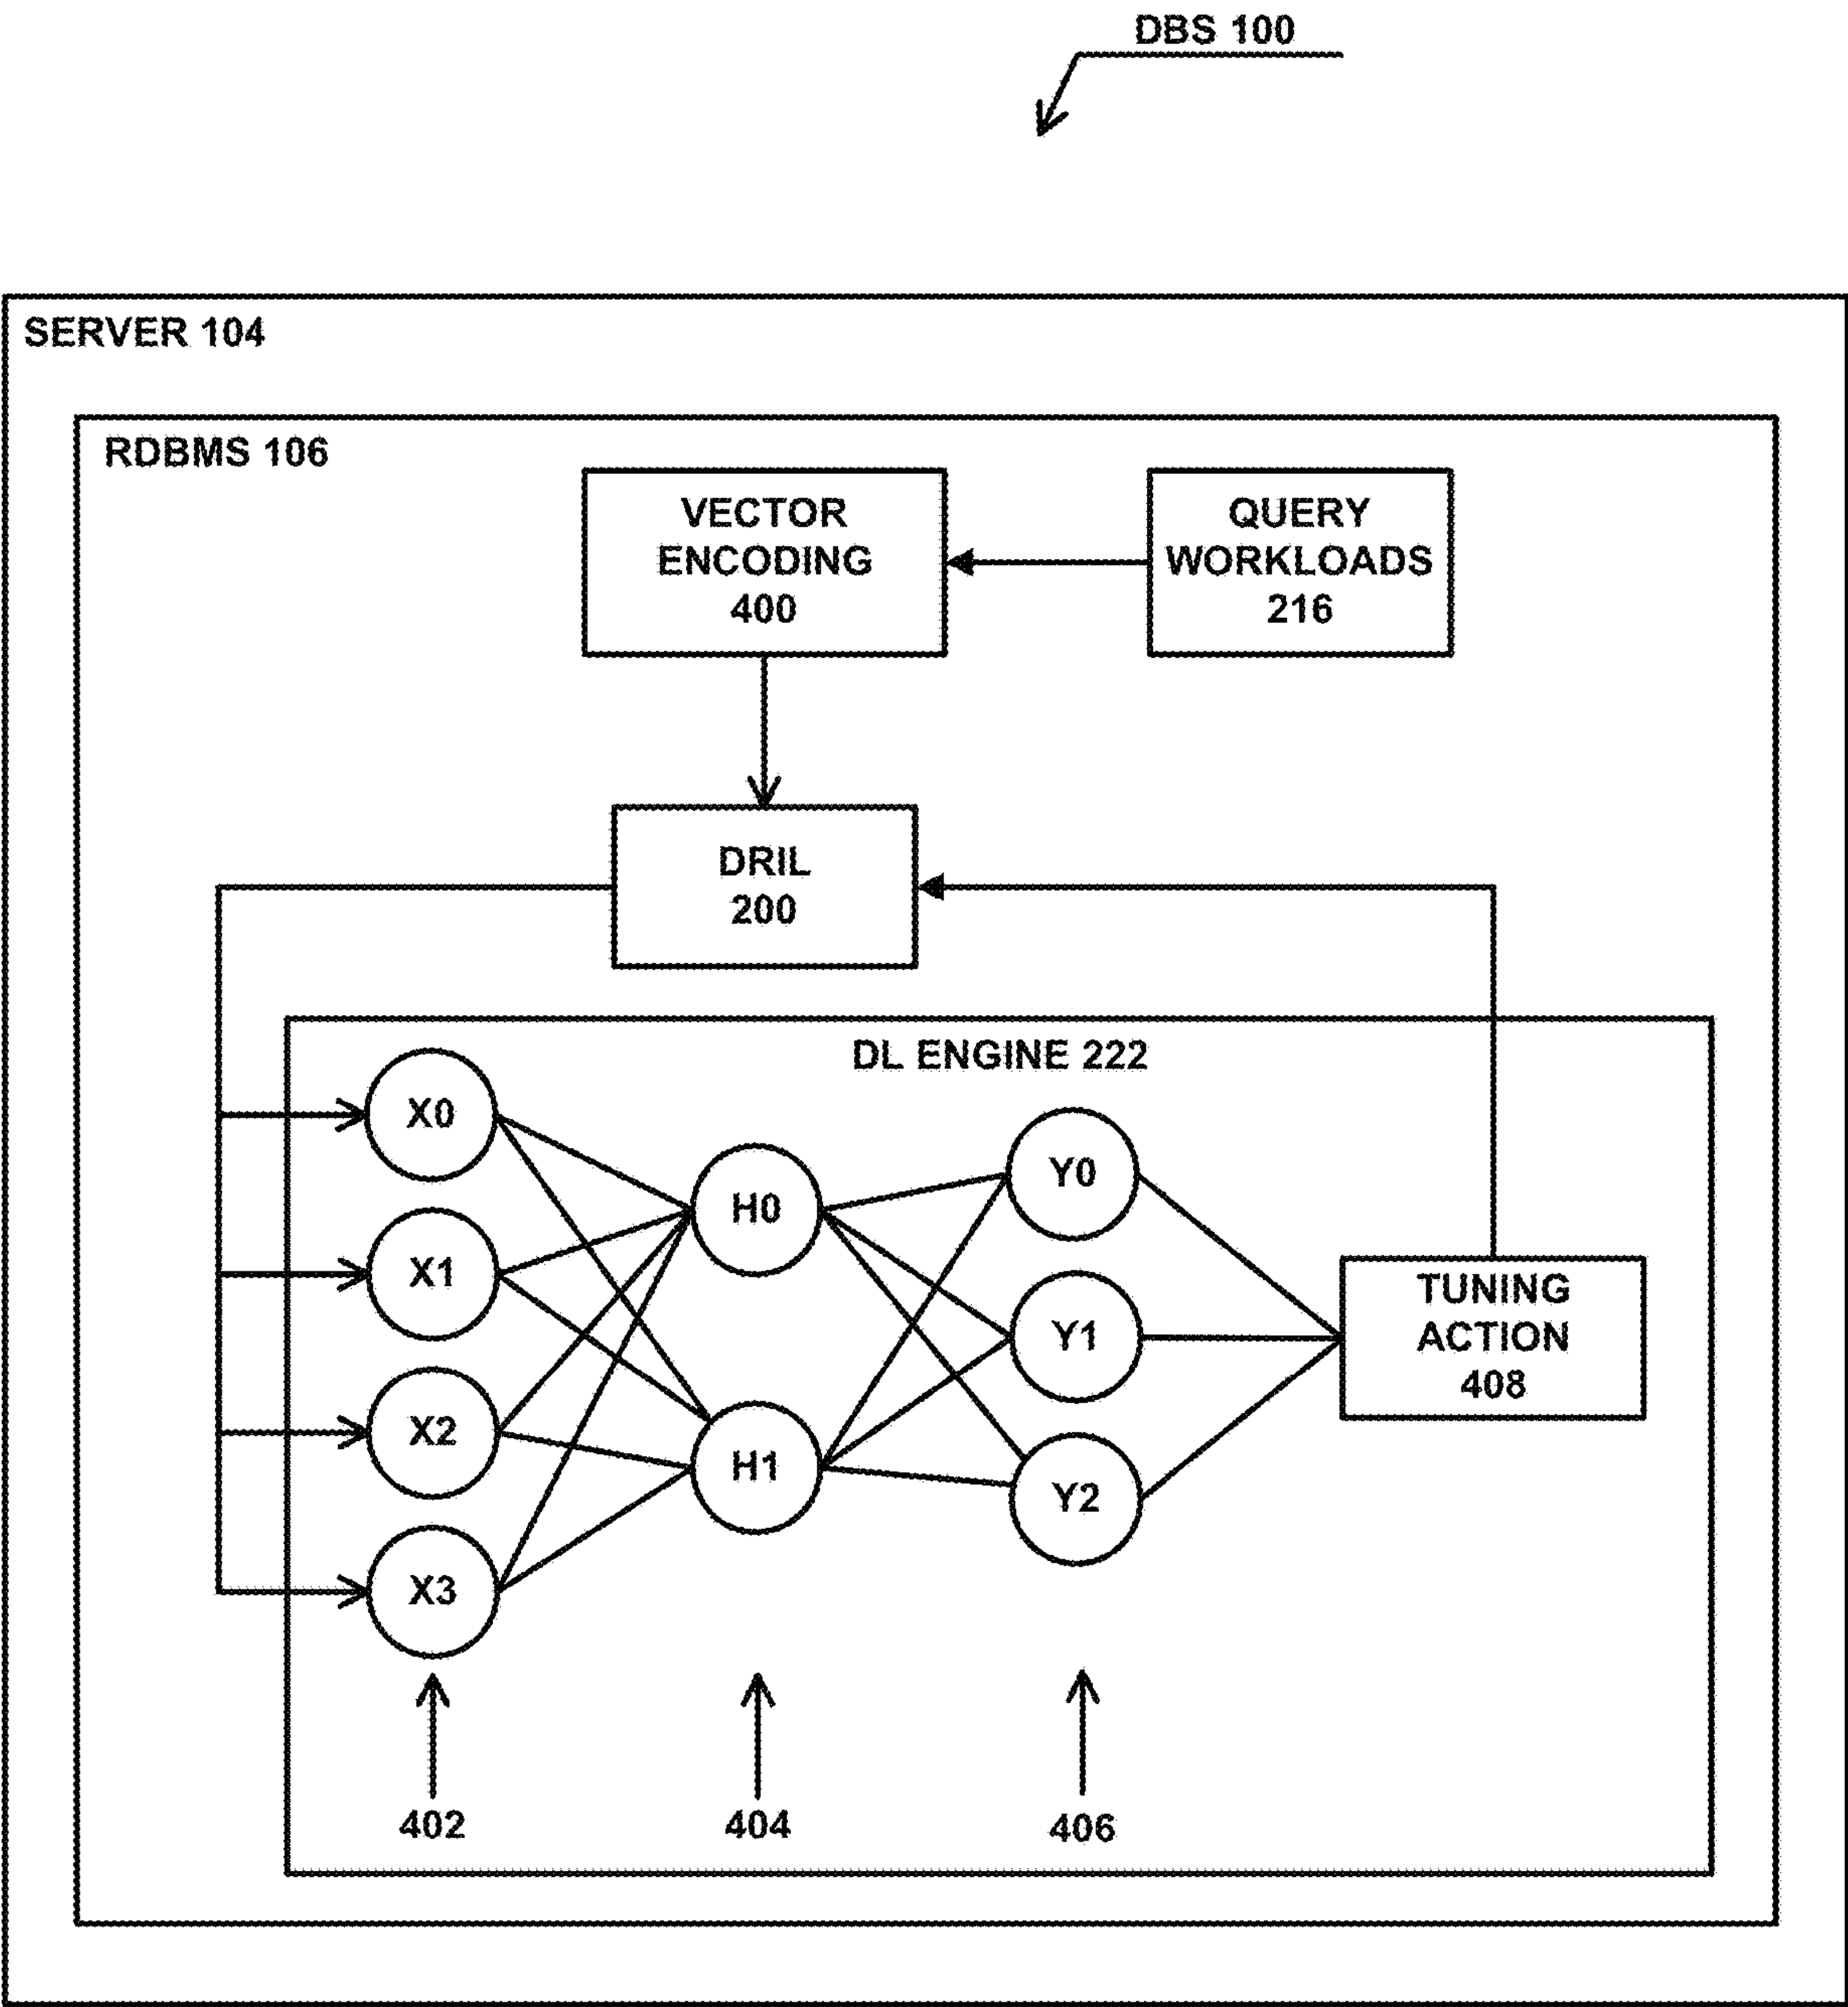 DBS 100
SERVER 104
RDBMS 106
VECTOR
ENCODING
400
QUERY
WORKLOADS
216
DRIL
200
DL ENGINE 222
X0
X1
X2
X3
H0
H1
Y0
Y1
Y2
TUNING
ACTION
408
402
404
406